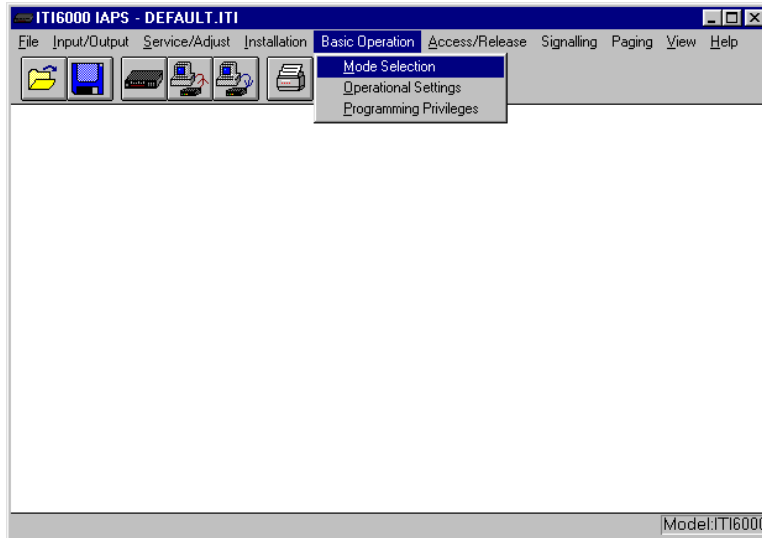 ITI6000 IAPS - DEFAULT.ITI
File Input/Output Service/Adjust Installation Basic Operation Access/Release Signalling Paging View Help
Mode Selection
Operational Settings
Programming Privileges
Model:ITI6000